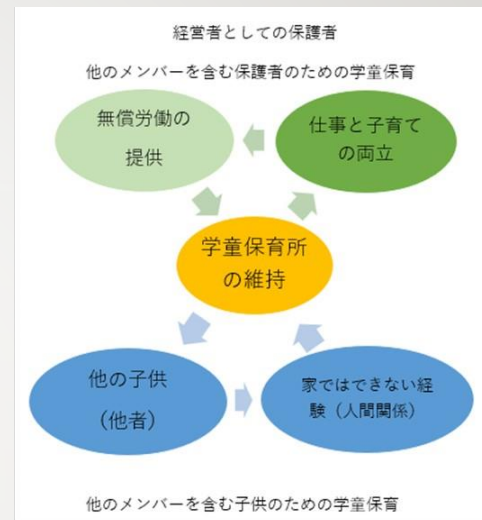 経営者としての保護者
他のメンバーを含む保護者のための学童保育
無償労働の
提供
仕事と子育て
の両立
学童保育所
の維持
他の子供
(他者)
家ではできない経
験（人間関係）
他のメンバーを含む子供のための学童保育